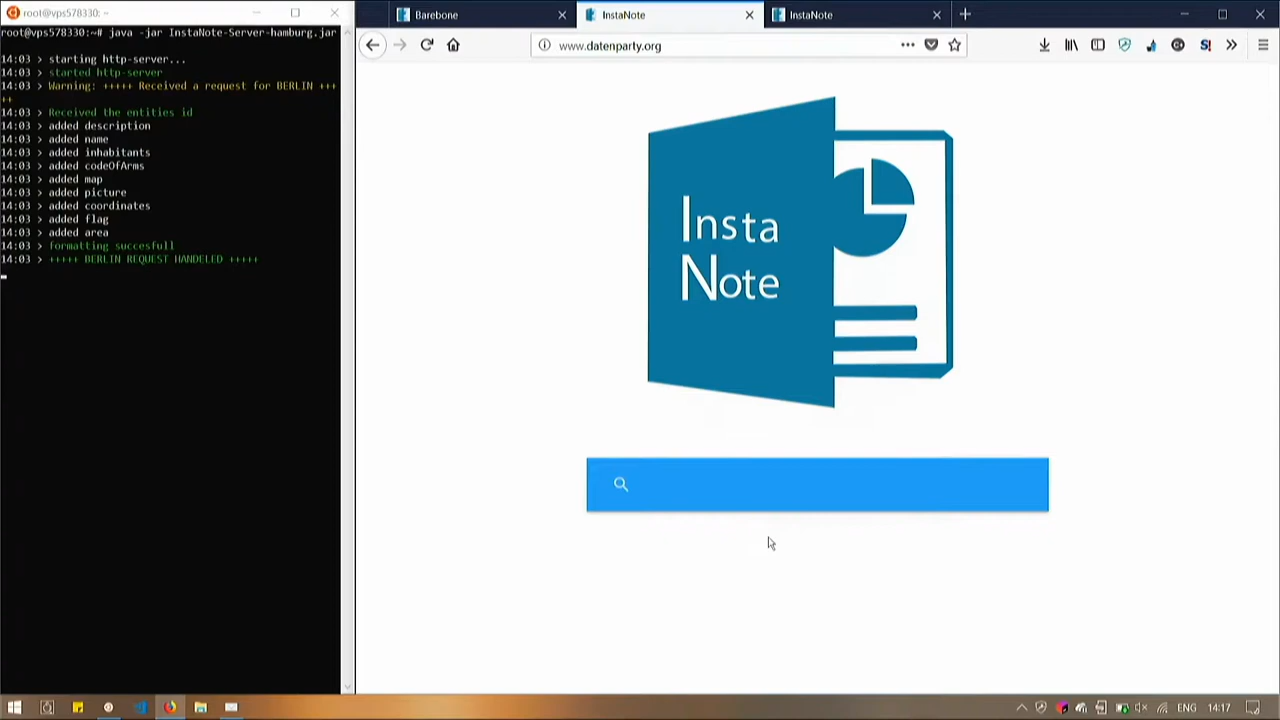 root@vps578330: ~
root@vps578330:~# java -jar InstaNote-Server-hamburg.jar
14:03 > starting http-server...
14:03 > started http-server
14:03 > Warning: +++++ Received a request for BERLIN +++
++
14:03 > Received the entities id
14:03 > added description
14:03 > added name
14:03 > added inhabitants
14:03 > added codeOfArms
14:03 > added map
14:03 > added picture
14:03 > added coordinates
14:03 > added flag
14:03 > added area
14:03 > formatting succesfull
14:03 > +++++ BERLIN REQUEST HANDELED +++++
Barebone
InstaNote
InstaNote
www.datenparty.org
Insta
Note
ENG
14:17